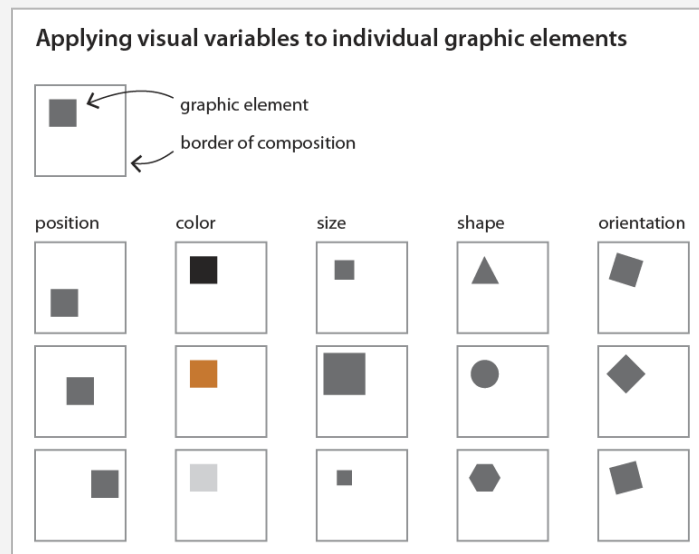 Applying visual variables to individual graphic elements
graphic element
border of composition
position color size shape orientation